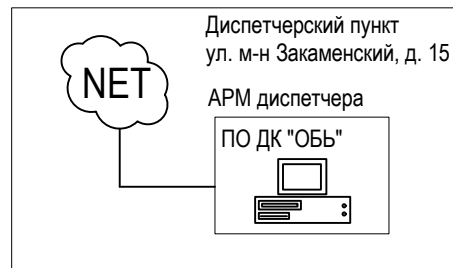 Диспетчерский пункт
ул. м-н Закаменский, д. 15
NET
АРМ диспетчера
ПО ДК "ОБЬ"